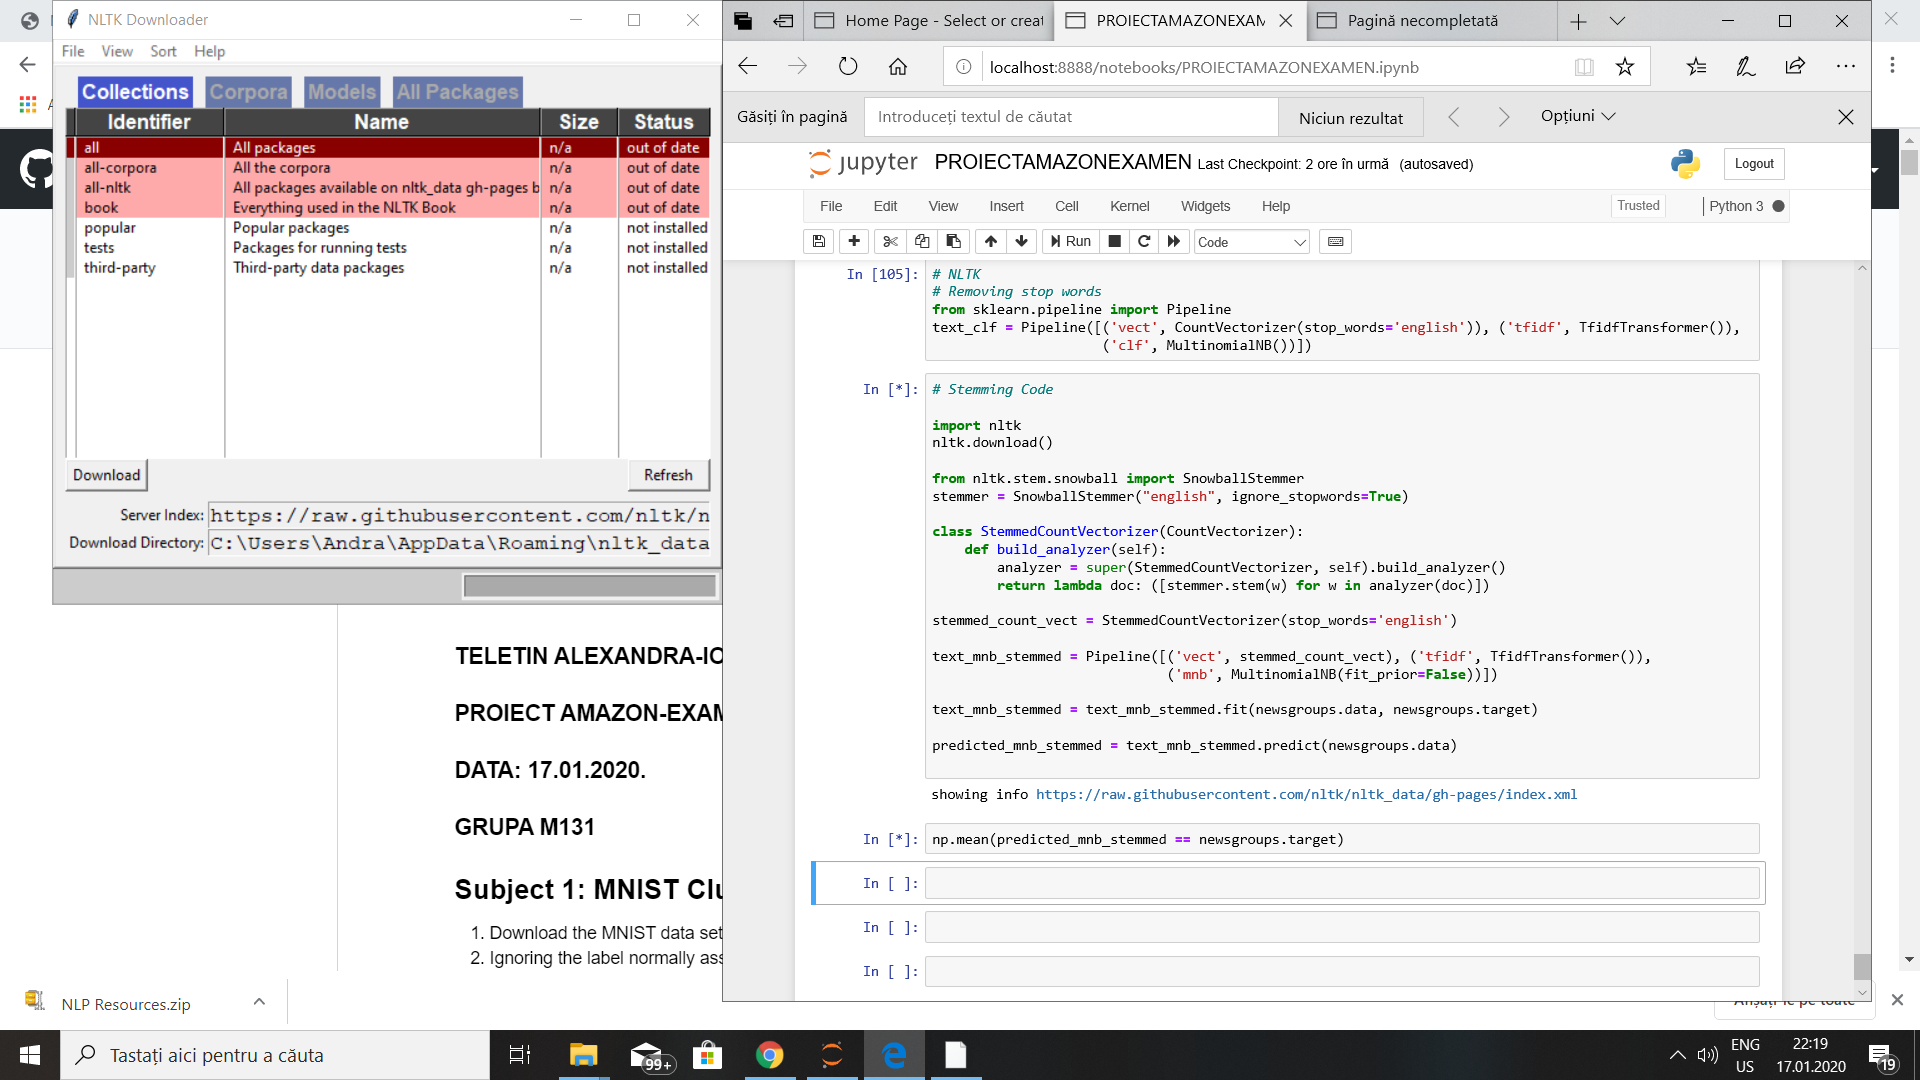 NLTK Downloader
File View Sort Help
Collections Corpora Models All Packages
Identifier Name Size Status
all All packages n/a out of date
all-corpora All the corpora n/a out of date
all-nltk All packages available on nltk_data gh-pages b n/a out of date
book Everything used in the NLTK Book n/a out of date
popular Popular packages n/a not installed
tests Packages for running tests n/a not installed
third-party Third-party data packages n/a not installed
Download Refresh
Server Index: https://raw.githubusercontent.com/nltk/n
Download Directory: C:\Users\Andra\AppData\Roaming\nltk_data
TELETIN ALEXANDRA-IO
PROIECT AMAZON-EXAM
DATA: 17.01.2020.
GRUPA M131
Subject 1: MNIST Clu
1. Download the MNIST data set
2. Ignoring the label normally ass
NLP Resources.zip
Home Page - Select or creat
PROIECTAMAZONEXAM
Pagină necompletată
localhost:8888/notebooks/PROIECTAMAZONEXAMEN.ipynb
Găsiți în pagină Introduceți textul de căutat Niciun rezultat Opțiuni
jupyter PROIECTAMAZONEXAMEN Last Checkpoint: 2 ore în urmă (autosaved) Logout
File Edit View Insert Cell Kernel Widgets Help Trusted Python 3
Run Code
In [105]: # NLTK
# Removing stop words
from sklearn.pipeline import Pipeline
text_clf = Pipeline([('vect', CountVectorizer(stop_words='english')), ('tfidf', TfidfTransformer()),
('clf', MultinomialNB())])
In [*]: # Stemming Code
import nltk
nltk.download()
from nltk.stem.snowball import SnowballStemmer
stemmer = SnowballStemmer("english", ignore_stopwords=True)
class StemmedCountVectorizer(CountVectorizer):
def build_analyzer(self):
analyzer = super(StemmedCountVectorizer, self).build_analyzer()
return lambda doc: ([stemmer.stem(w) for w in analyzer(doc)])
stemmed_count_vect = StemmedCountVectorizer(stop_words='english')
text_mnb_stemmed = Pipeline([('vect', stemmed_count_vect), ('tfidf', TfidfTransformer()),
('mnb', MultinomialNB(fit_prior=False))])
text_mnb_stemmed = text_mnb_stemmed.fit(newsgroups.data, newsgroups.target)
predicted_mnb_stemmed = text_mnb_stemmed.predict(newsgroups.data)
showing info https://raw.githubusercontent.com/nltk/nltk_data/gh-pages/index.xml
In [*]: np.mean(predicted_mnb_stemmed == newsgroups.target)
In [ ]:
In [ ]:
In [ ]:
Tastați aici pentru a căuta
99+
ENG
US
22:19
17.01.2020
19